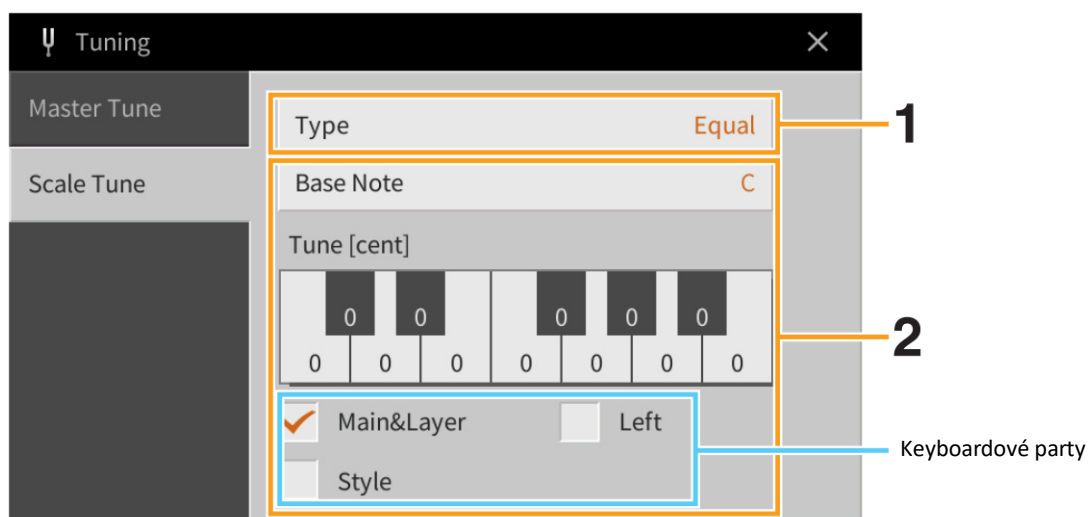 Tuning
Master Tune
Type Equal
1
Scale Tune
Base Note C
Tune [cent]
0 0 0 0 0
0 0 0 0 0 0 0
2
Main&Layer Left
Keyboardové party
Style